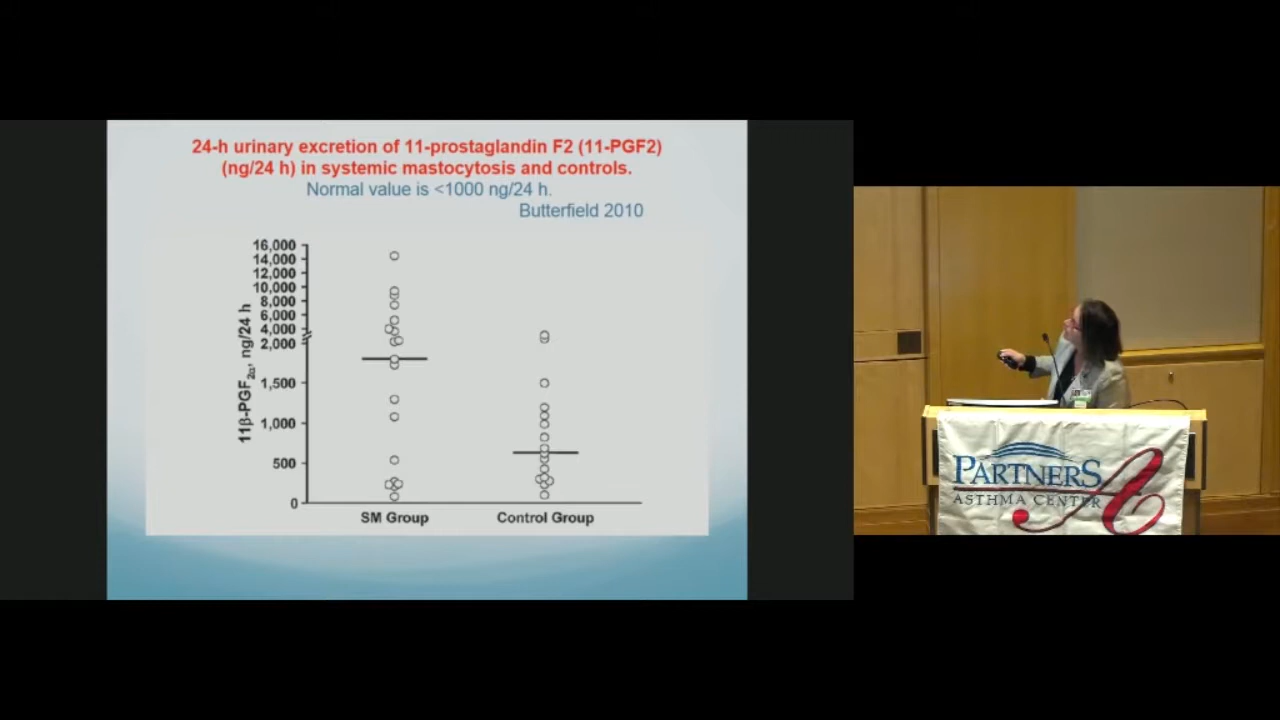 24-h urinary excretion of 11-prostaglandin F2 (11-PGF2)
(ng/24 h) in systemic mastocytosis and controls.
Normal value is <1000 ng/24 h.
Butterfield 2010
11β-PGF2α, ng/24 h
16,000
14,000
12,000
10,000
8,000
6,000
4,000
2,000
1,500
1,000
500
0
SM Group
Control Group
PARTNERS
ASTHMA CENTER